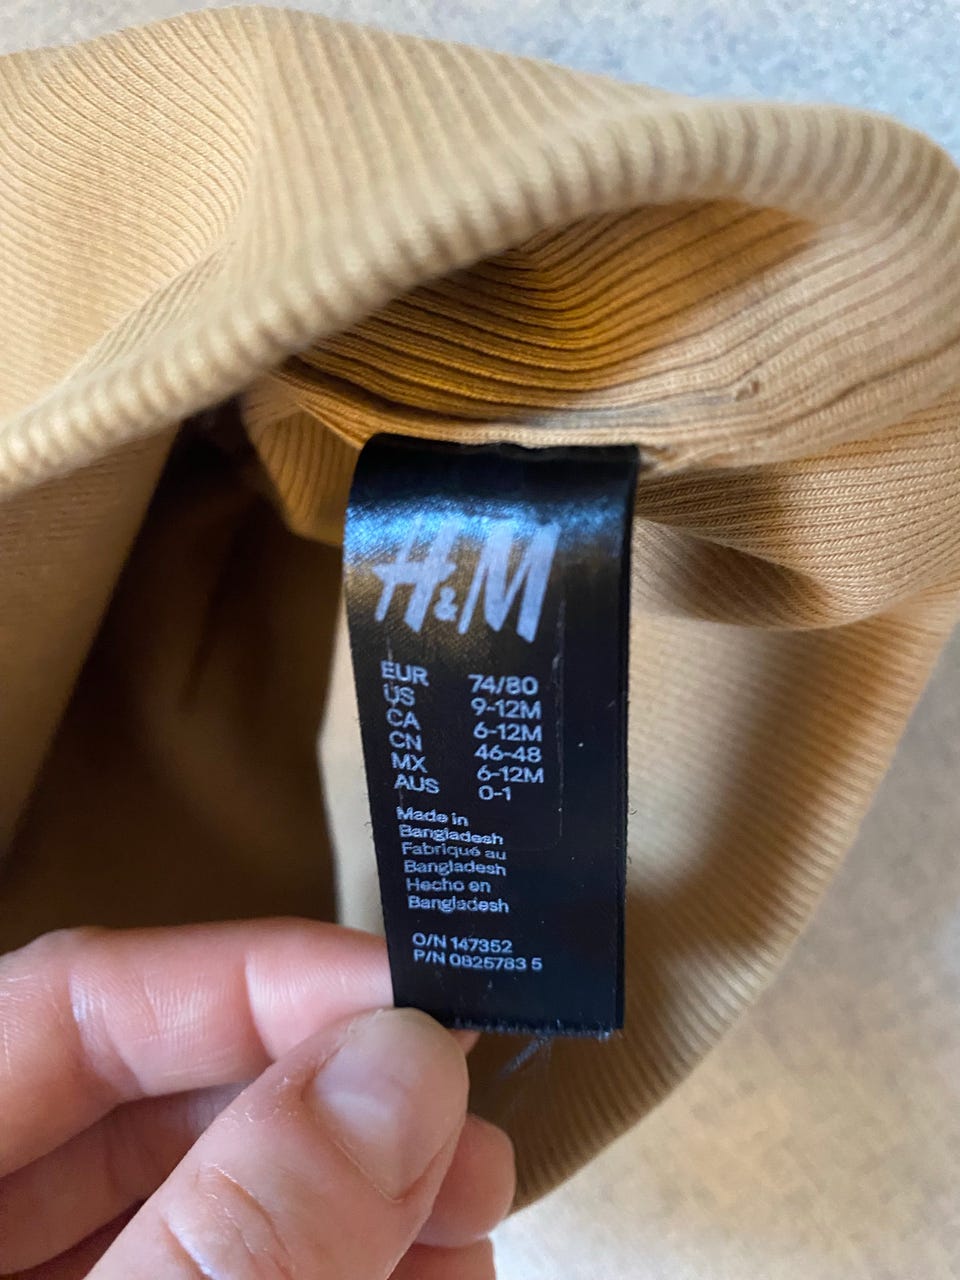 H&M
EUR 74/80
US 9-12M
CA 6-12M
CN 46-48
MX 6-12M
AUS 0-1
Made in
Bangladesh
Fabriqué au
Bangladesh
Hecho en
Bangladesh
O/N 147352
P/N 0825783 5